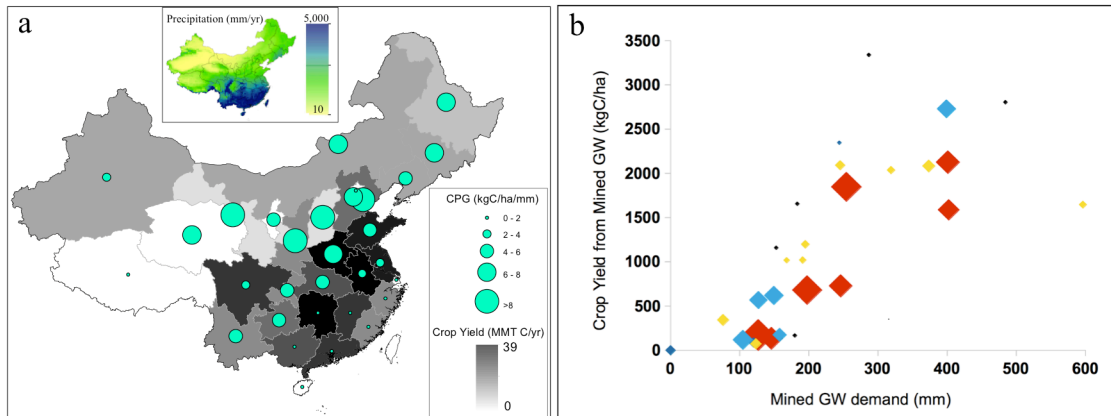 a
Precipitation (mm/yr)
5,000
10
CPG (kgC/ha/mm)
0 - 2
2 - 4
4 - 6
6 - 8
>8
Crop Yield (MMT C/yr)
39
0
b
Crop Yield from Mined GW (kgC/ha)
3500
3000
2500
2000
1500
1000
500
0
0 100 200 300 400 500 600
Mined GW demand (mm)